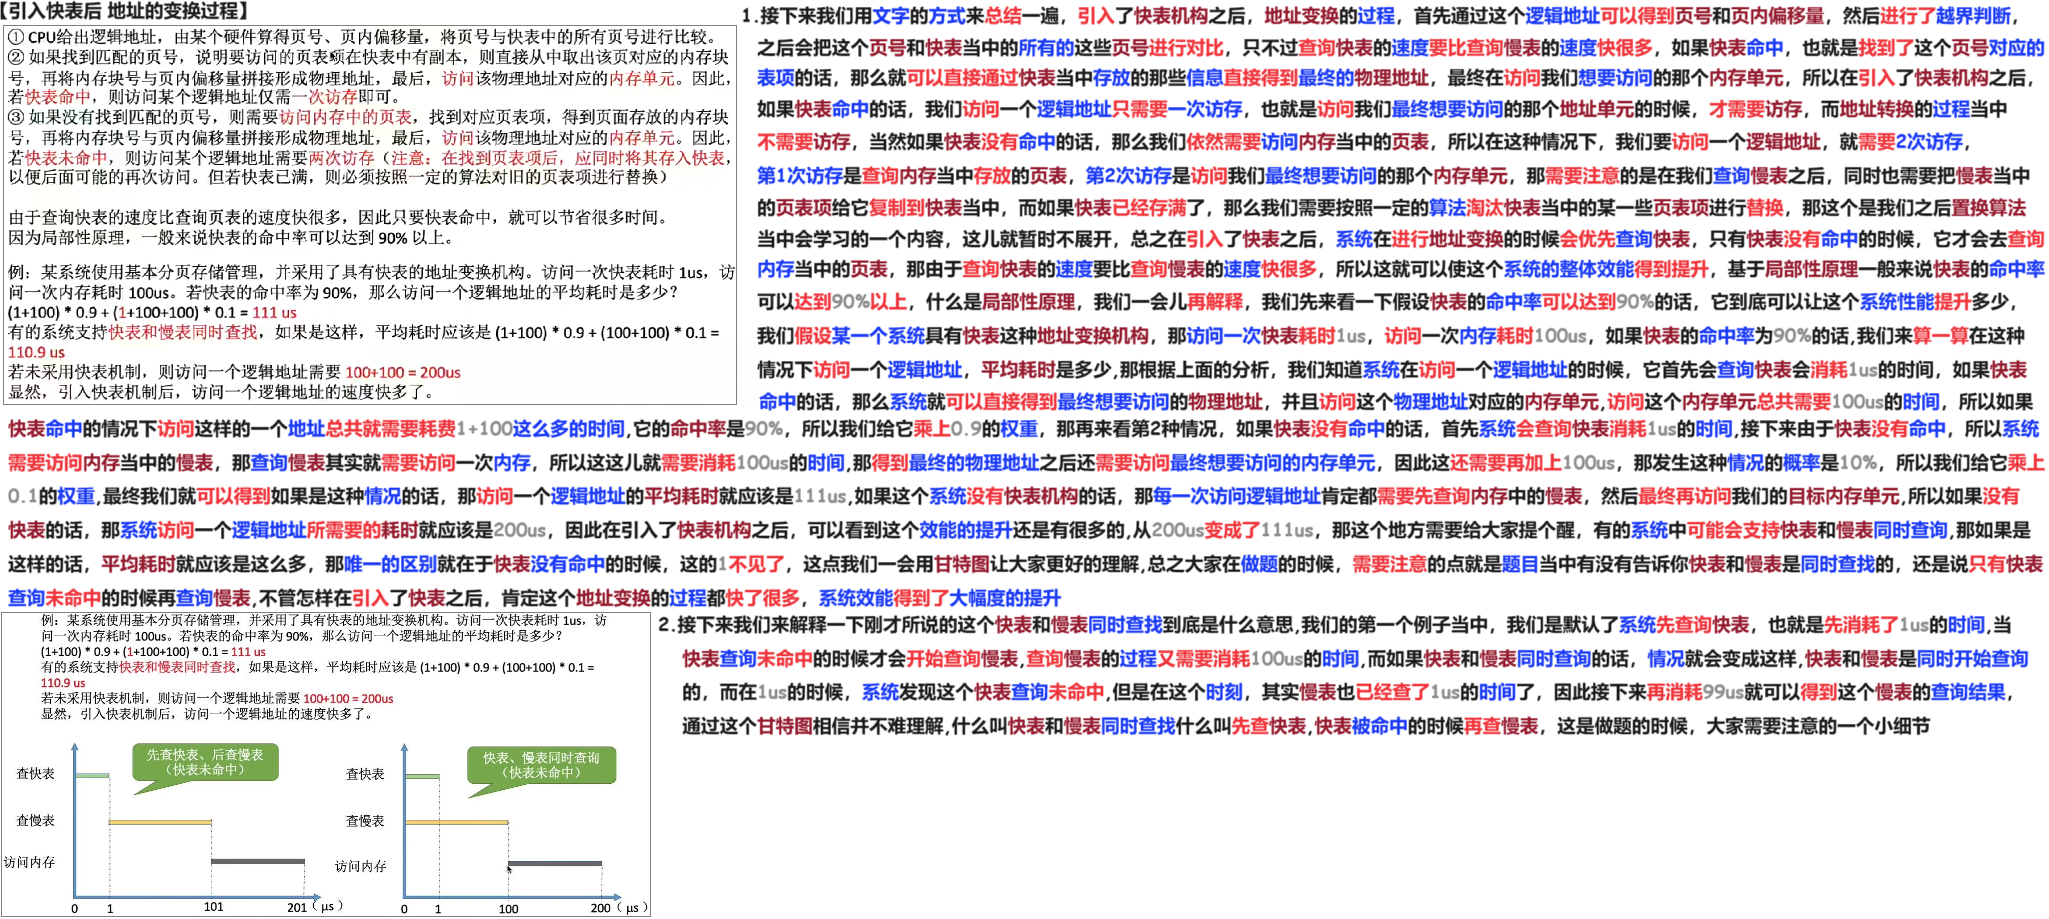 【引入快表后 地址的变换过程】
① CPU给出逻辑地址，由某个硬件算得页号、页内偏移量，将页号与快表中的所有页号进行比较。
② 如果找到匹配的页号，说明要访问的页表项在快表中有副本，则直接从中取出该页对应的内存块
号，再将内存块号与页内偏移量拼接形成物理地址，最后，访问该物理地址对应的内存单元。因此，
若快表命中，则访问某个逻辑地址仅需一次访存即可。
③ 如果没有找到匹配的页号，则需要访问内存中的页表，找到对应页表项，得到页面存放的内存块
号，再将内存块号与页内偏移量拼接形成物理地址，最后，访问该物理地址对应的内存单元。因此，
若快表未命中，则访问某个逻辑地址需要两次访存（注意：在找到页表项后，应同时将其存入快表，
以便后面可能的再次访问。但若快表已满，则必须按照一定的算法对旧的页表项进行替换）
由于查询快表的速度比查询页表的速度快很多，因此只要快表命中，就可以节省很多时间。
因为局部性原理，一般来说快表的命中率可以达到 90% 以上。
例：某系统使用基本分页存储管理，并采用了具有快表的地址变换机构。访问一次快表耗时 1us，访
问一次内存耗时 100us。若快表的命中率为 90%，那么访问一个逻辑地址的平均耗时是多少？
(1+100) * 0.9 + (1+100+100) * 0.1 = 111 us
有的系统支持快表和慢表同时查找，如果是这样，平均耗时应该是 (1+100) * 0.9 + (100+100) * 0.1 =
110.9 us
若未采用快表机制，则访问一个逻辑地址需要 100+100 = 200us
显然，引入快表机制后，访问一个逻辑地址的速度快多了。
1.接下来我们用文字的方式来总结一遍，引入了快表机构之后，地址变换的过程，首先通过这个逻辑地址可以得到页号和页内偏移量，然后进行了越界判断，
之后会把这个页号和快表当中的所有的这些页号进行对比，只不过查询快表的速度要比查询慢表的速度快很多，如果快表命中，也就是找到了这个页号对应的
表项的话，那么就可以直接通过快表当中存放的那些信息直接得到最终的物理地址，最终在访问我们想要访问的那个内存单元，所以在引入了快表机构之后，
如果快表命中的话，我们访问一个逻辑地址只需要一次访存，也就是访问我们最终想要访问的那个地址单元的时候，才需要访存，而地址转换的过程当中
不需要访存，当然如果快表没有命中的话，那么我们依然需要访问内存当中的页表，所以在这种情况下，我们要访问一个逻辑地址，就需要2次访存，
第1次访存是查询内存当中存放的页表，第2次访存是访问我们最终想要访问的那个内存单元，那需要注意的是在我们查询慢表之后，同时也需要把慢表当中
的页表项给它复制到快表当中，而如果快表已经存满了，那么我们需要按照一定的算法淘汰快表当中的某一些页表项进行替换，那这个是我们之后置换算法
当中会学习的一个内容，这儿就暂时不展开，总之在引入了快表之后，系统在进行地址变换的时候会优先查询快表，只有快表没有命中的时候，它才会去查询
内存当中的页表，那由于查询快表的速度要比查询慢表的速度快很多，所以这就可以使这个系统的整体效能得到提升，基于局部性原理一般来说快表的命中率
可以达到90%以上，什么是局部性原理，我们一会儿再解释，我们先来看一下假设快表的命中率可以达到90%的话，它到底可以让这个系统性能提升多少，
我们假设某一个系统具有快表这种地址变换机构，那访问一次快表耗时1us，访问一次内存耗时100us，如果快表的命中率为90%的话,我们来算一算在这种
情况下访问一个逻辑地址，平均耗时是多少,那根据上面的分析，我们知道系统在访问一个逻辑地址的时候，它首先会查询快表会消耗1us的时间，如果快表
命中的话，那么系统就可以直接得到最终想要访问的物理地址，并且访问这个物理地址对应的内存单元,访问这个内存单元总共需要100us的时间，所以如果
快表命中的情况下访问这样的一个地址总共就需要耗费1+100这么多的时间,它的命中率是90%，所以我们给它乘上0.9的权重，那再来看第2种情况，如果快表没有命中的话，首先系统会查询快表消耗1us的时间,接下来由于快表没有命中，所以系统
需要访问内存当中的慢表，那查询慢表其实就需要访问一次内存，所以这这儿就需要消耗100us的时间,那得到最终的物理地址之后还需要访问最终想要访问的内存单元，因此这还需要再加上100us，那发生这种情况的概率是10%，所以我们给它乘上
0.1的权重,最终我们就可以得到如果是这种情况的话，那访问一个逻辑地址的平均耗时就应该是111us,如果这个系统没有快表机构的话，那每一次访问逻辑地址肯定都需要先查询内存中的慢表，然后最终再访问我们的目标内存单元,所以如果没有
快表的话，那系统访问一个逻辑地址所需要的耗时就应该是200us，因此在引入了快表机构之后，可以看到这个效能的提升还是有很多的,从200us变成了111us，那这个地方需要给大家提个醒，有的系统中可能会支持快表和慢表同时查询,那如果是
这样的话，平均耗时就应该是这么多，那唯一的区别就在于快表没有命中的时候，这的1不见了，这点我们一会用甘特图让大家更好的理解,总之大家在做题的时候，需要注意的点就是题目当中有没有告诉你快表和慢表是同时查找的，还是说只有快表
查询未命中的时候再查询慢表,不管怎样在引入了快表之后，肯定这个地址变换的过程都快了很多，系统效能得到了大幅度的提升
例：某系统使用基本分页存储管理，并采用了具有快表的地址变换机构。访问一次快表耗时 1us，访
问一次内存耗时 100us。若快表的命中率为 90%，那么访问一个逻辑地址的平均耗时是多少？
(1+100) * 0.9 + (1+100+100) * 0.1 = 111 us
有的系统支持快表和慢表同时查找，如果是这样，平均耗时应该是 (1+100) * 0.9 + (100+100) * 0.1 =
110.9 us
若未采用快表机制，则访问一个逻辑地址需要 100+100 = 200us
显然，引入快表机制后，访问一个逻辑地址的速度快多了。
先查快表、后查慢表
（快表未命中）
查快表
查慢表
访问内存
0 1 101 201 (μs)
快表、慢表同时查询
（快表未命中）
查快表
查慢表
访问内存
0 1 100 200 (μs)
2.接下来我们来解释一下刚才所说的这个快表和慢表同时查找到底是什么意思,我们的第一个例子当中，我们是默认了系统先查询快表，也就是先消耗了1us的时间,当
快表查询未命中的时候才会开始查询慢表,查询慢表的过程又需要消耗100us的时间,而如果快表和慢表同时查询的话，情况就会变成这样,快表和慢表是同时开始查询
的，而在1us的时候，系统发现这个快表查询未命中,但是在这个时刻，其实慢表也已经查了1us的时间了，因此接下来再消耗99us就可以得到这个慢表的查询结果，
通过这个甘特图相信并不难理解,什么叫快表和慢表同时查找什么叫先查快表,快表被命中的时候再查慢表，这是做题的时候，大家需要注意的一个小细节